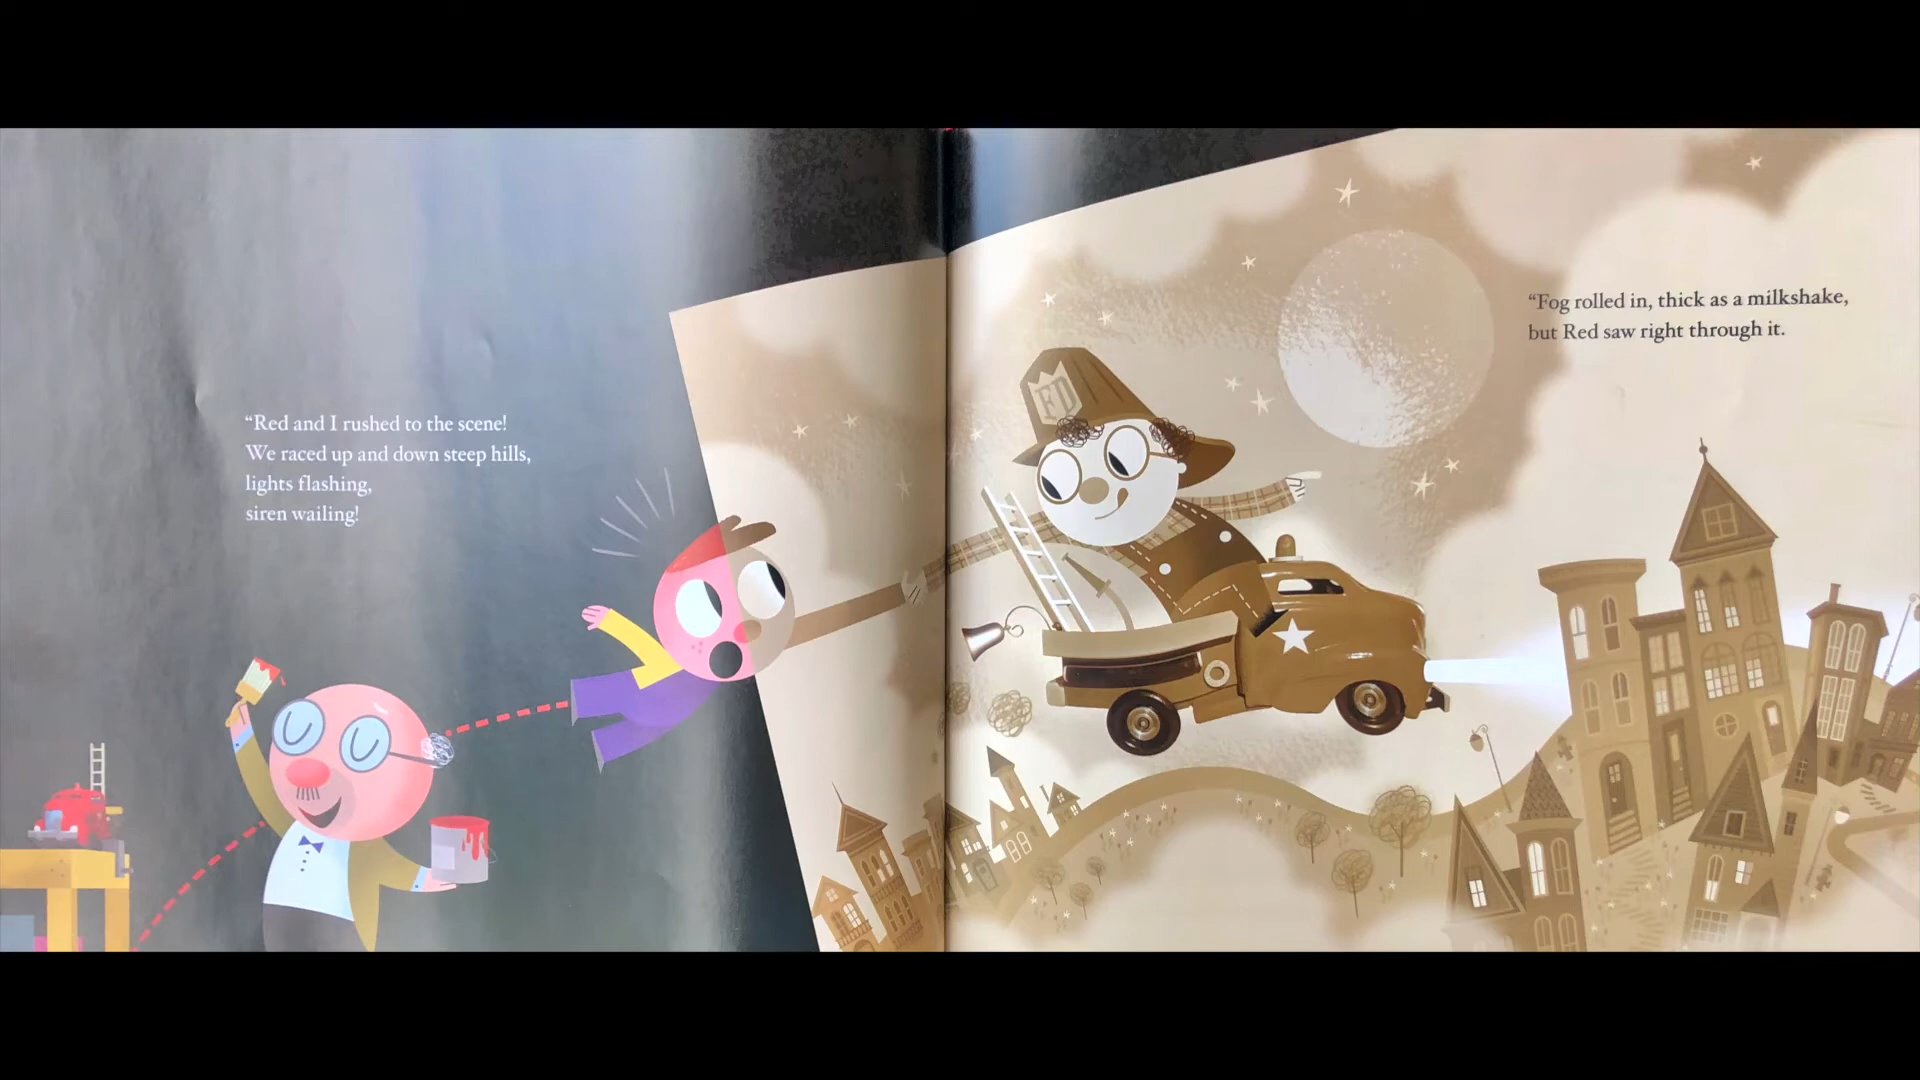 “Red and I rushed to the scene!
We raced up and down steep hills,
lights flashing,
siren wailing!
“Fog rolled in, thick as a milkshake,
but Red saw right through it.
FD